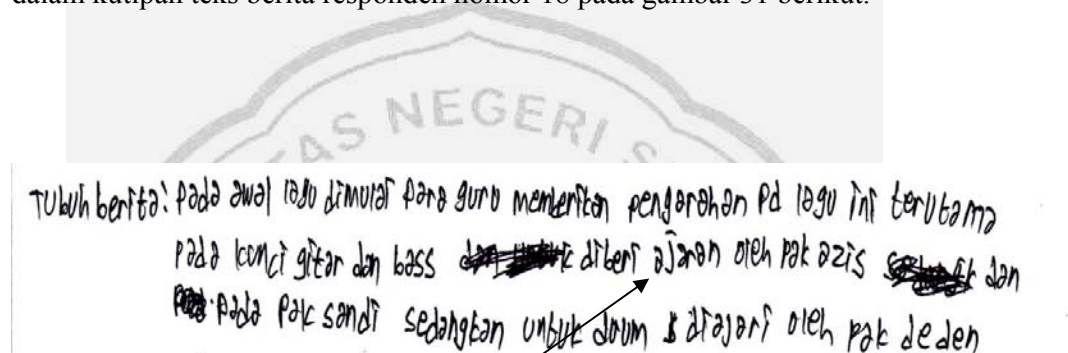 dalam kutipan teks berita responden nomor 16 pada gambar 31 berikut.
TAS NEGERI S
Tubuh berita: Pada awal lagu dimulai Para guru memberikan pengarahan Pd lagu ini terutama
Pada kunci gitar dan bass diberi ajaran oleh Pak azis dan
Pada Pak sandi sedangkan untuk drum diajari oleh pak deden